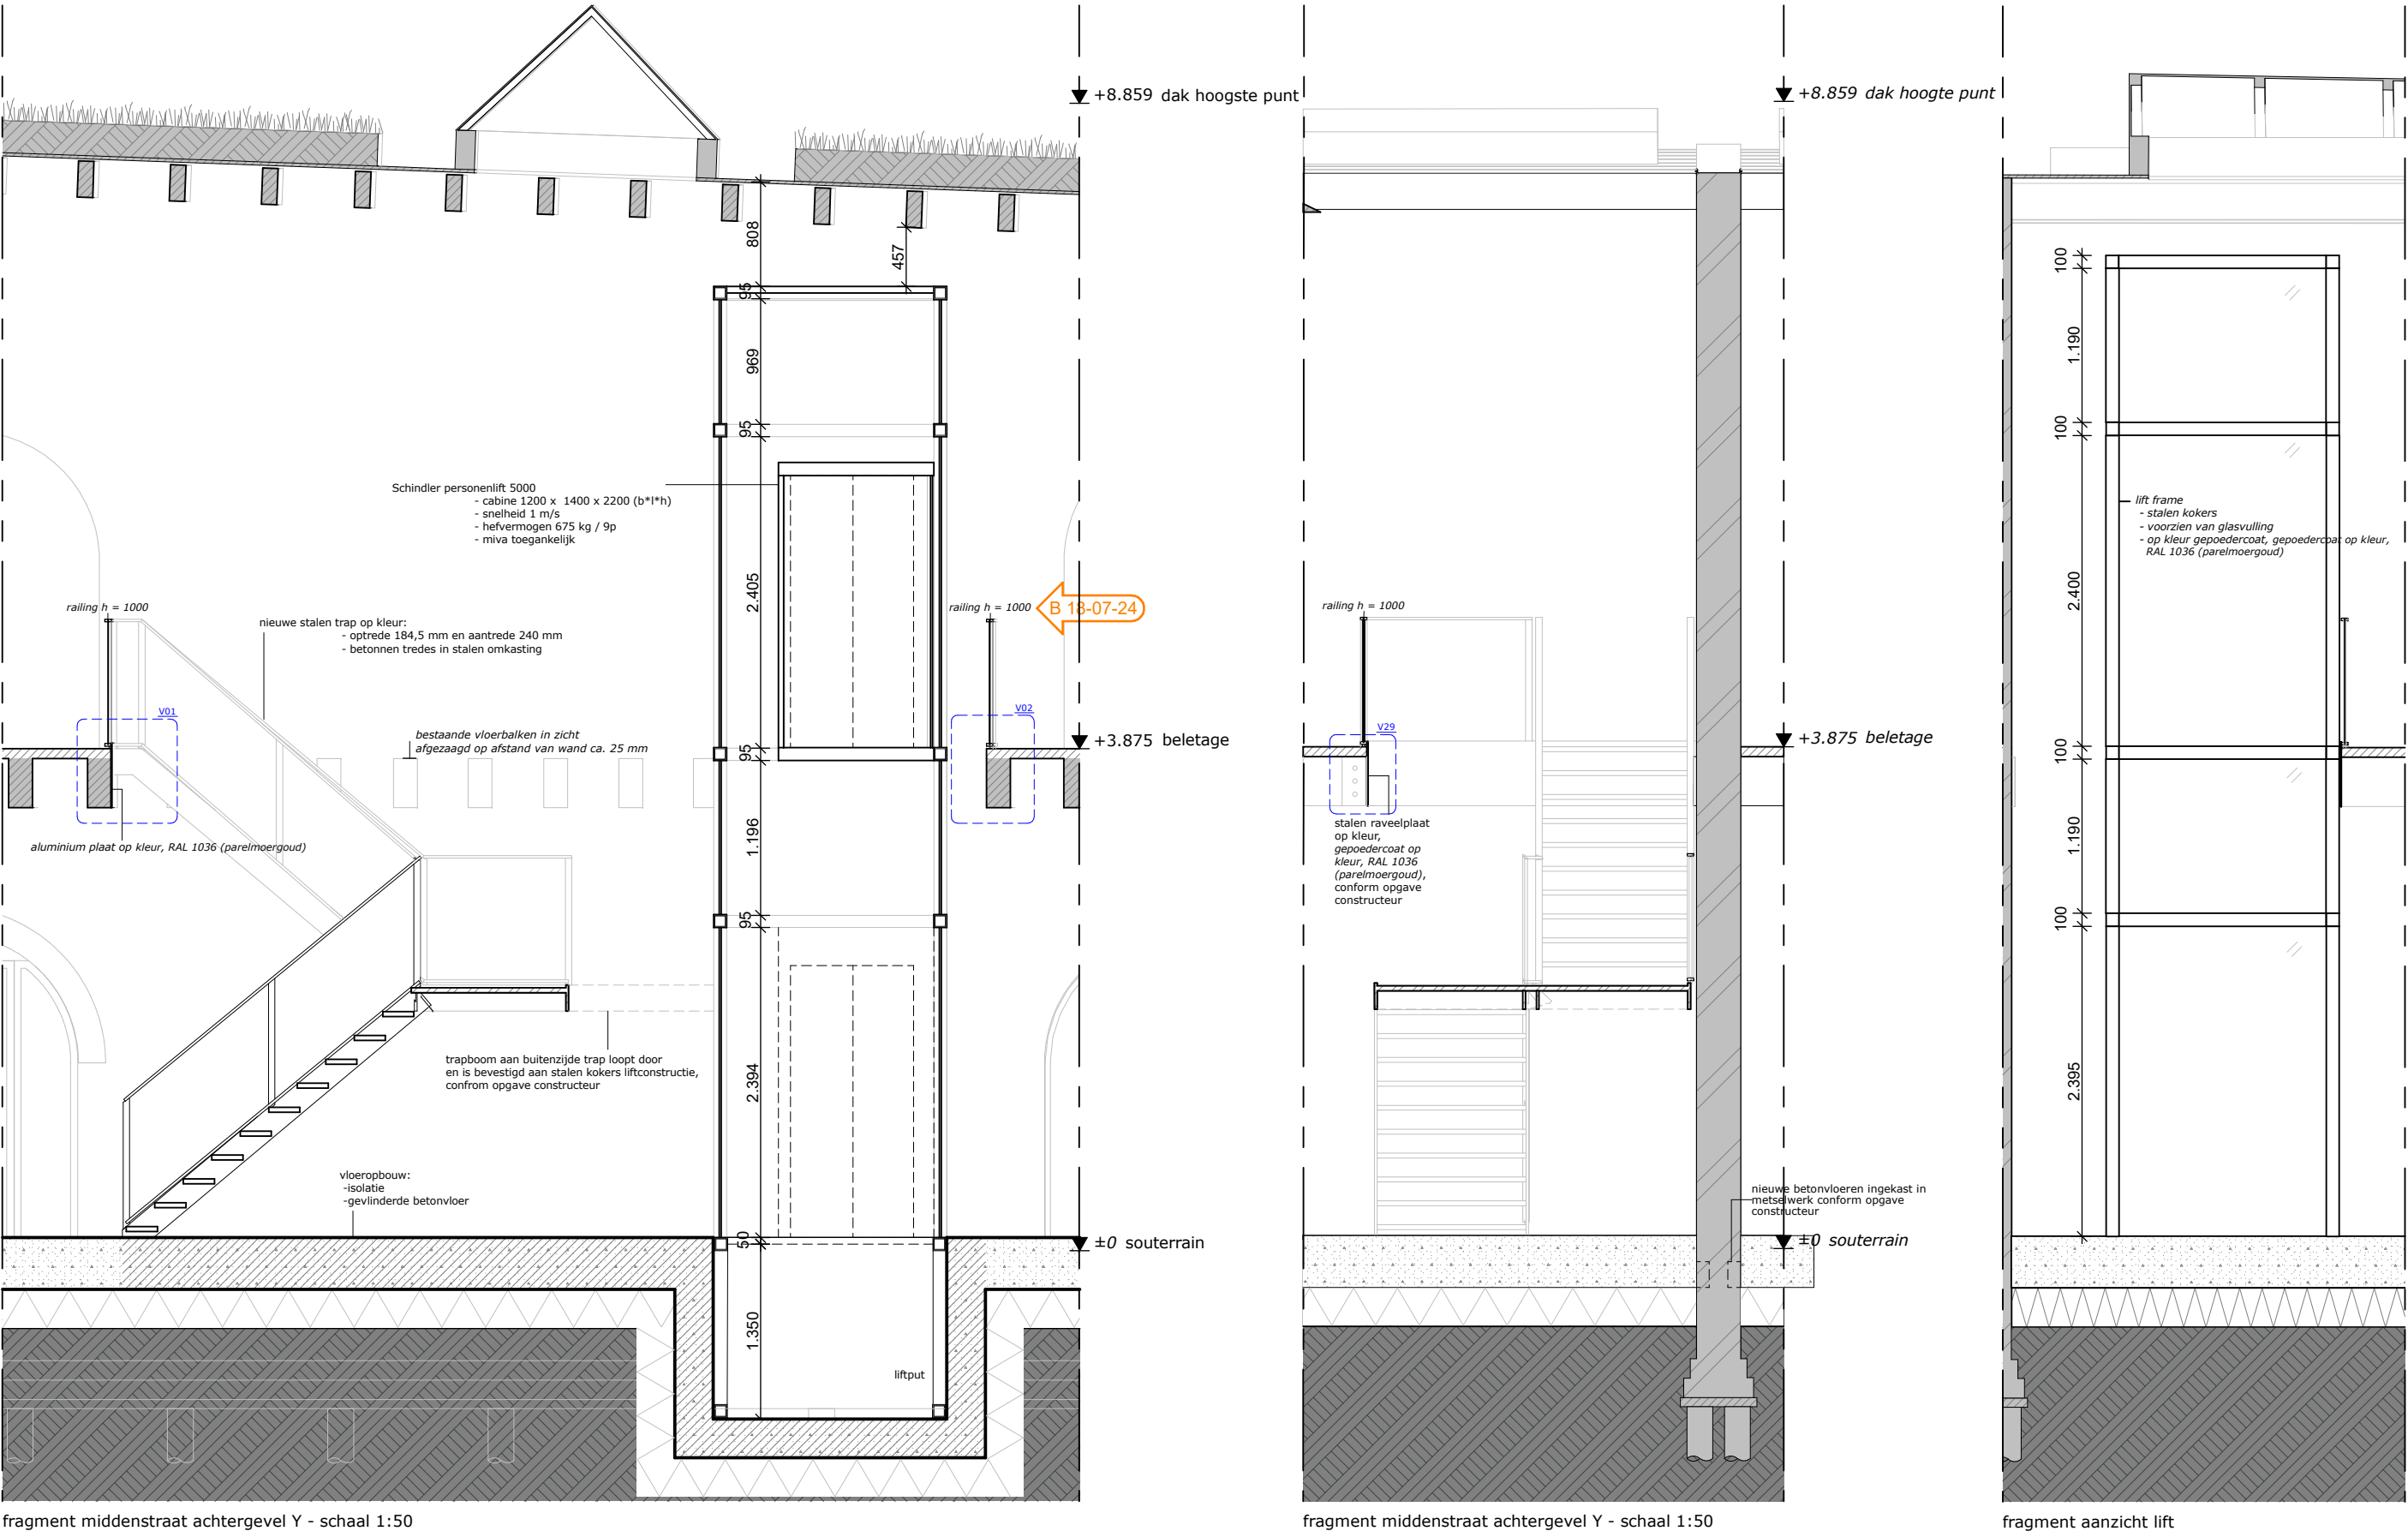 +8.859 dak hoogste punt
808
457
95
969
95
Schindler personenlift 5000
- cabine 1200 x 1400 x 2200 (b*l*h)
- snelheid 1 m/s
- hefvermogen 675 kg / 9p
- miva toegankelijk
2.405
railing h = 1000
nieuwe stalen trap op kleur:
- optrede 184,5 mm en aantrede 240 mm
- betonnen tredes in stalen omkasting
railing h = 1000
B 18-07-24
V01
V02
bestaande vloerbalken in zicht
afgezaagd op afstand van wand ca. 25 mm
95
+3.875 beletage
aluminium plaat op kleur, RAL 1036 (parelmoergoud)
1.196
95
trapboom aan buitenzijde trap loopt door
en is bevestigd aan stalen kokers liftconstructie,
confrom opgave constructeur
2.394
vloeropbouw:
-isolatie
-gevlinderde betonvloer
50
±0 souterrain
1.350
liftput
fragment middenstraat achtergevel Y - schaal 1:50
+8.859 dak hoogte punt
railing h = 1000
V29
+3.875 beletage
stalen raveelplaat
op kleur,
gepoedercoat op
kleur, RAL 1036
(parelmoergoud),
conform opgave
constructeur
nieuwe betonvloeren ingekast in
metselwerk conform opgave
constructeur
±0 souterrain
fragment middenstraat achtergevel Y - schaal 1:50
100
1.190
100
lift frame
- stalen kokers
- voorzien van glasvulling
- op kleur gepoedercoat, gepoedercoat op kleur,
RAL 1036 (parelmoergoud)
2.400
100
1.190
100
2.395
fragment aanzicht lift